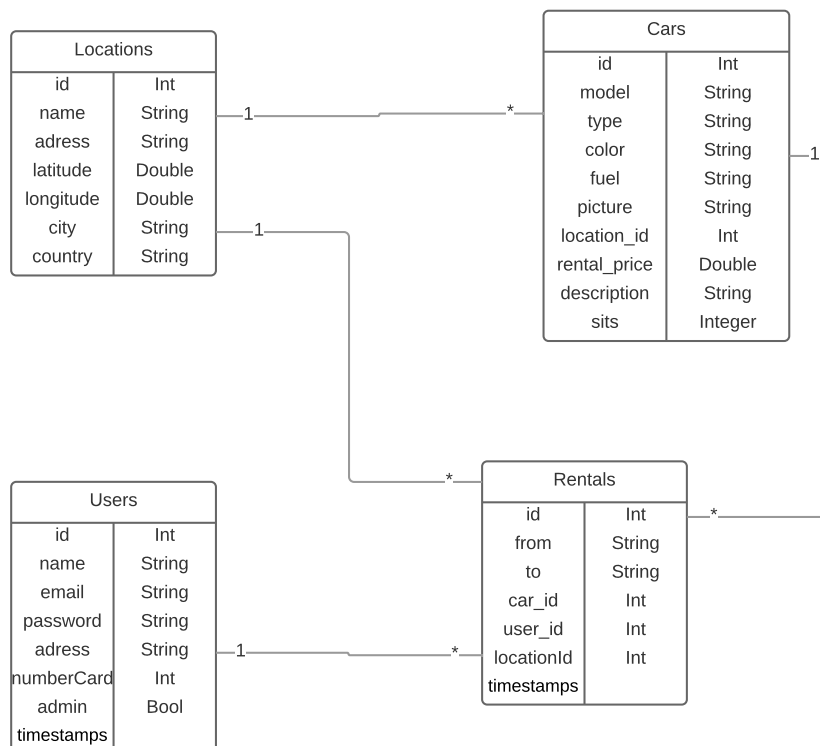 Locations
id Int
name String
adress String
latitude Double
longitude Double
city String
country String
1 *
1
*
Cars
id Int
model String
type String
color String
fuel String
picture String
location_id Int
rental_price Double
description String
sits Integer
1
Users
id Int
name String
email String
password String
adress String
numberCard Int
admin Bool
timestamps
1 *
Rentals
id Int
from String
to String
car_id Int
user_id Int
locationId Int
timestamps
*